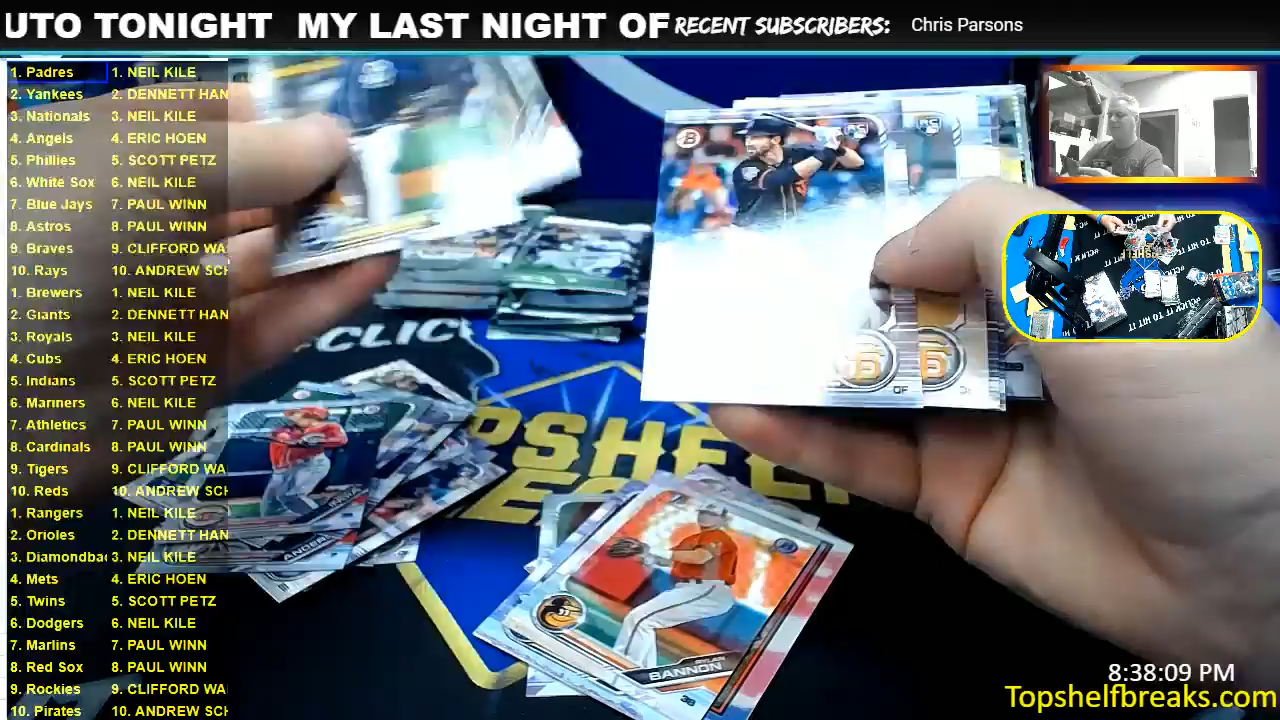 UTO TONIGHT MY LAST NIGHT OF RECENT SUBSCRIBERS: Chris Parsons
1. Padres 1. NEIL KILE
2. Yankees 2. DENNETT HAN
3. Nationals 3. NEIL KILE
4. Angels 4. ERIC HOEN
5. Phillies 5. SCOTT PETZ
6. White Sox 6. NEIL KILE
7. Blue Jays 7. PAUL WINN
8. Astros 8. PAUL WINN
9. Braves 9. CLIFFORD WA
10. Rays 10. ANDREW SCH
1. Brewers 1. NEIL KILE
2. Giants 2. DENNETT HAN
3. Royals 3. NEIL KILE
4. Cubs 4. ERIC HOEN
5. Indians 5. SCOTT PETZ
6. Mariners 6. NEIL KILE
7. Athletics 7. PAUL WINN
8. Cardinals 8. PAUL WINN
9. Tigers 9. CLIFFORD WA
10. Reds 10. ANDREW SCH
1. Rangers 1. NEIL KILE
2. Orioles 2. DENNETT HAN
3. Diamondba 3. NEIL KILE
4. Mets 4. ERIC HOEN
5. Twins 5. SCOTT PETZ
6. Dodgers 6. NEIL KILE
7. Marlins 7. PAUL WINN
8. Red Sox 8. PAUL WINN
9. Rockies 9. CLIFFORD WA
10. Pirates 10. ANDREW SCH
CLIC
PSHELF
BANNON
3B
OF
8:38:09 PM
Topshelfbreaks.com